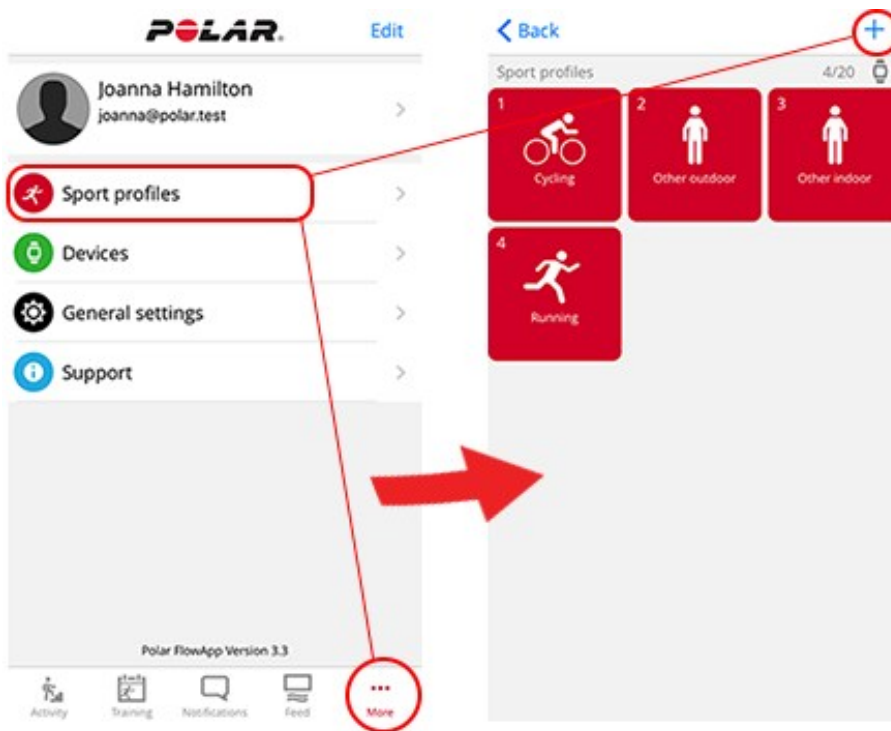 POLAR.
Edit
Joanna Hamilton
joanna@polar.test
Sport profiles
Devices
General settings
Support
Polar FlowApp Version 3.3
Activity
Training
Notifications
Feed
More
Back
Sport profiles
4/20
1
Cycling
2
Other outdoor
3
Other indoor
4
Running